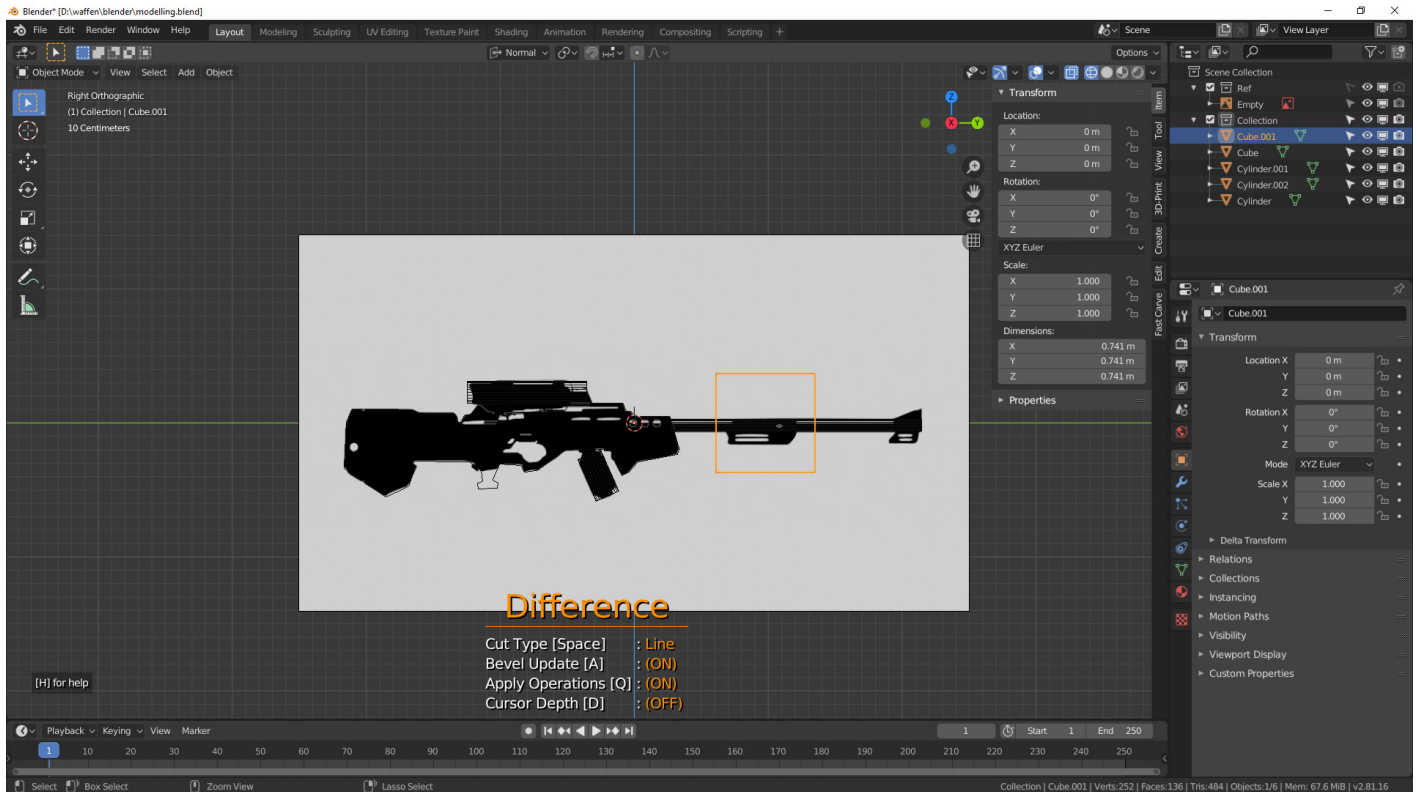 Blender* [D:\waffen\blender\modelling.blend]
File Edit Render Window Help Layout Modeling Sculpting UV Editing Texture Paint Shading Animation Rendering Compositing Scripting + Scene View Layer
Normal Options
Object Mode View Select Add Object
Right Orthographic
(1) Collection | Cube.001
10 Centimeters
Z
X
Y
Transform
Location:
X 0 m
Y 0 m
Z 0 m
Rotation:
X 0°
Y 0°
Z 0°
XYZ Euler
Scale:
X 1.000
Y 1.000
Z 1.000
Dimensions:
X 0.741 m
Y 0.741 m
Z 0.741 m
Properties
Item
Tool
View
3D-Print
Create
Edit
Fast Carve
Scene Collection
Ref
Empty
Collection
Cube.001
Cube
Cylinder.001
Cylinder.002
Cylinder
Cube.001
Cube.001
Transform
Location X 0 m
Y 0 m
Z 0 m
Rotation X 0°
Y 0°
Z 0°
Mode XYZ Euler
Scale X 1.000
Y 1.000
Z 1.000
Delta Transform
Relations
Collections
Instancing
Motion Paths
Visibility
Viewport Display
Custom Properties
Difference
Cut Type [Space] : Line
Bevel Update [A] : (ON)
Apply Operations [Q] : (ON)
Cursor Depth [D] : (OFF)
[H] for help
Playback Keying View Marker 1 Start 1 End 250
1 10 20 30 40 50 60 70 80 90 100 110 120 130 140 150 160 170 180 190 200 210 220 230 240 250
Select Box Select Zoom View Lasso Select Collection | Cube.001 | Verts:252 | Faces:136 | Tris:484 | Objects:1/6 | Mem: 67.6 MiB | v2.81.16